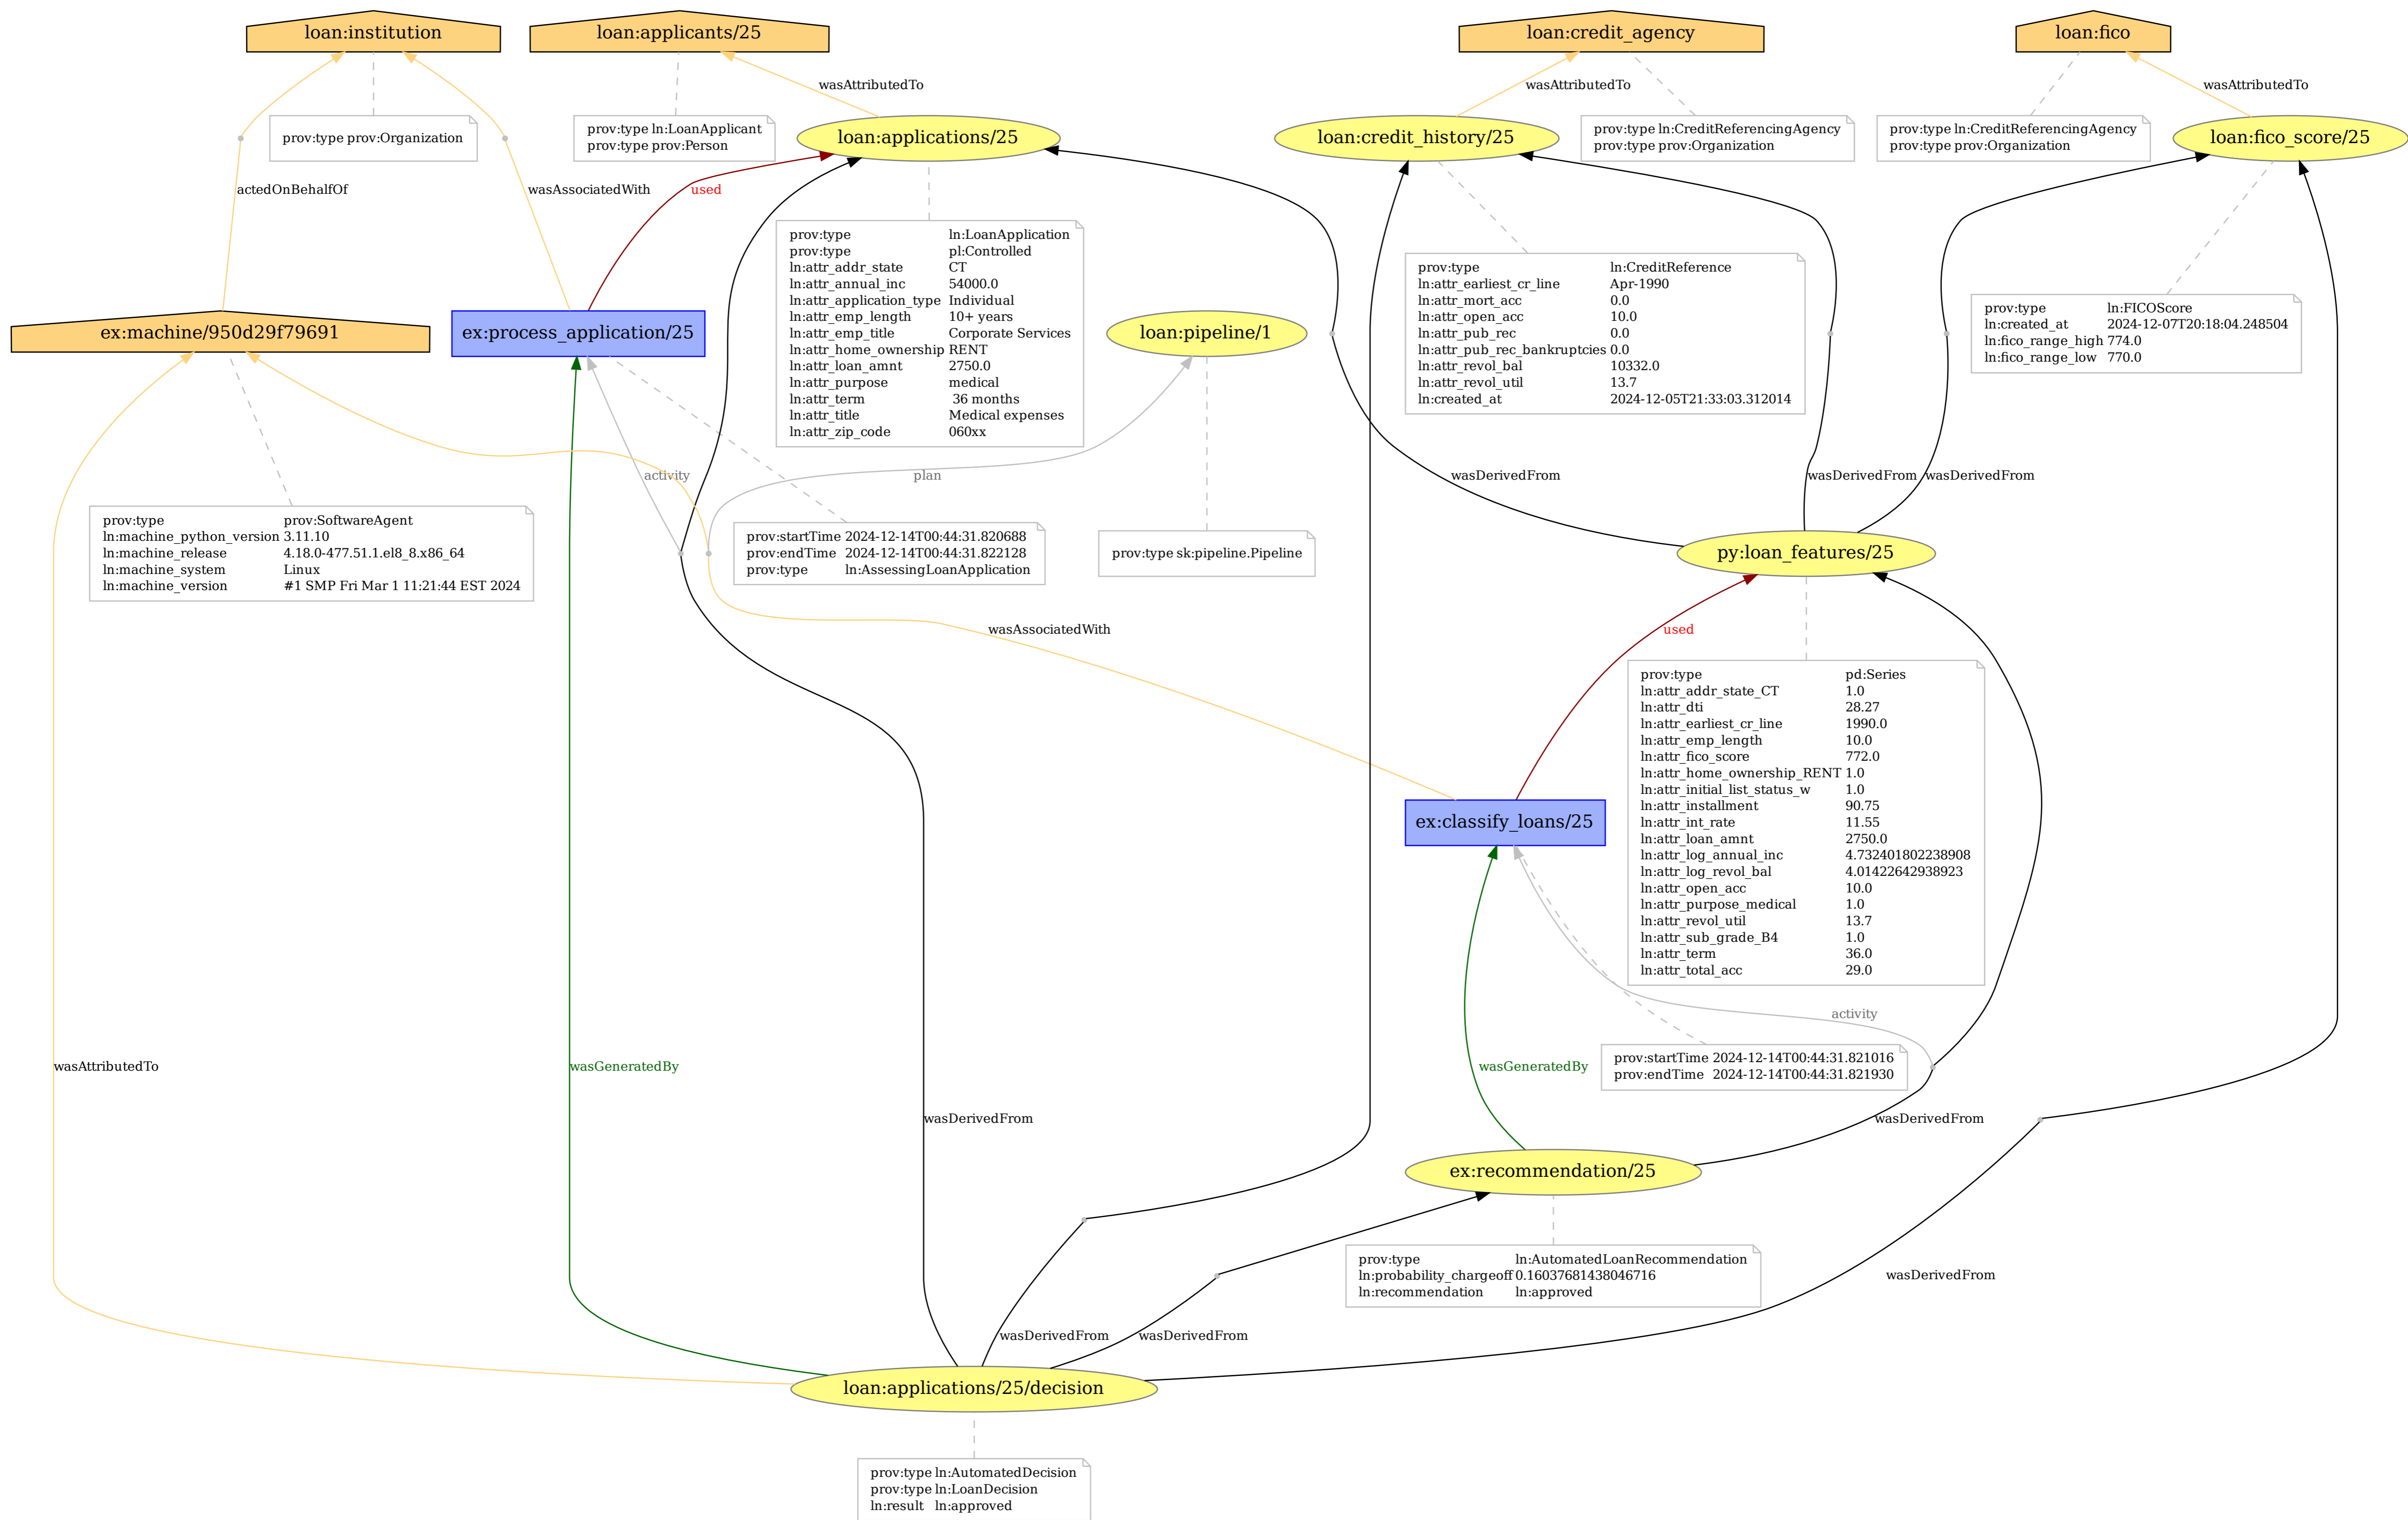 loan:institution
loan:applicants/25
loan:credit_agency
loan:fico
wasAttributedTo
wasAttributedTo
wasAttributedTo
prov:type prov:Organization
prov:type ln:LoanApplicant
prov:type prov:Person
loan:applications/25
loan:credit_history/25
prov:type ln:CreditReferencingAgency
prov:type prov:Organization
prov:type ln:CreditReferencingAgency
prov:type prov:Organization
loan:fico_score/25
actedOnBehalfOf
wasAssociatedWith
used
prov:type ln:LoanApplication
prov:type pl:Controlled
ln:attr_addr_state CT
ln:attr_annual_inc 54000.0
ln:attr_application_type Individual
ln:attr_emp_length 10+ years
ln:attr_emp_title Corporate Services
ln:attr_home_ownership RENT
ln:attr_loan_amnt 2750.0
ln:attr_purpose medical
ln:attr_term 36 months
ln:attr_title Medical expenses
ln:attr_zip_code 060xx
prov:type ln:CreditReference
ln:attr_earliest_cr_line Apr-1990
ln:attr_mort_acc 0.0
ln:attr_open_acc 10.0
ln:attr_pub_rec 0.0
ln:attr_pub_rec_bankruptcies 0.0
ln:attr_revol_bal 10332.0
ln:attr_revol_util 13.7
ln:created_at 2024-12-05T21:33:03.312014
prov:type ln:FICOScore
ln:created_at 2024-12-07T20:18:04.248504
ln:fico_range_high 774.0
ln:fico_range_low 770.0
ex:machine/950d29f79691
ex:process_application/25
loan:pipeline/1
activity
plan
wasDerivedFrom
wasDerivedFrom
wasDerivedFrom
prov:type prov:SoftwareAgent
ln:machine_python_version 3.11.10
ln:machine_release 4.18.0-477.51.1.el8_8.x86_64
ln:machine_system Linux
ln:machine_version #1 SMP Fri Mar 1 11:21:44 EST 2024
prov:startTime 2024-12-14T00:44:31.820688
prov:endTime 2024-12-14T00:44:31.822128
prov:type ln:AssessingLoanApplication
prov:type sk:pipeline.Pipeline
py:loan_features/25
wasAssociatedWith
used
prov:type pd:Series
ln:attr_addr_state_CT 1.0
ln:attr_dti 28.27
ln:attr_earliest_cr_line 1990.0
ln:attr_emp_length 10.0
ln:attr_fico_score 772.0
ln:attr_home_ownership_RENT 1.0
ln:attr_initial_list_status_w 1.0
ln:attr_installment 90.75
ln:attr_int_rate 11.55
ln:attr_loan_amnt 2750.0
ln:attr_log_annual_inc 4.732401802238908
ln:attr_log_revol_bal 4.01422642938923
ln:attr_open_acc 10.0
ln:attr_purpose_medical 1.0
ln:attr_revol_util 13.7
ln:attr_sub_grade_B4 1.0
ln:attr_term 36.0
ln:attr_total_acc 29.0
ex:classify_loans/25
activity
wasAttributedTo
wasGeneratedBy
wasGeneratedBy
prov:startTime 2024-12-14T00:44:31.821016
prov:endTime 2024-12-14T00:44:31.821930
wasDerivedFrom
wasDerivedFrom
ex:recommendation/25
prov:type ln:AutomatedLoanRecommendation
ln:probability_chargeoff 0.16037681438046716
ln:recommendation ln:approved
wasDerivedFrom
wasDerivedFrom
wasDerivedFrom
loan:applications/25/decision
prov:type ln:AutomatedDecision
prov:type ln:LoanDecision
ln:result ln:approved